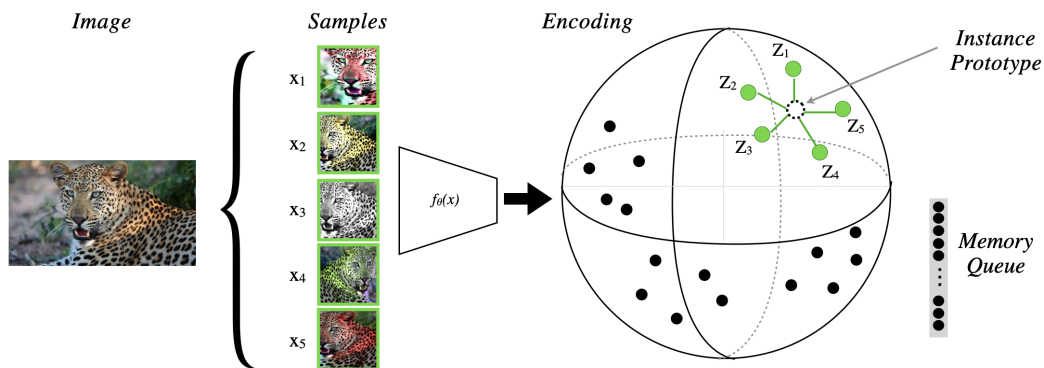 Image
Samples
Encoding
Instance
Prototype
x1
x2
x3
x4
x5
fθ(x)
Z1
Z2
Z3
Z4
Z5
Memory
Queue